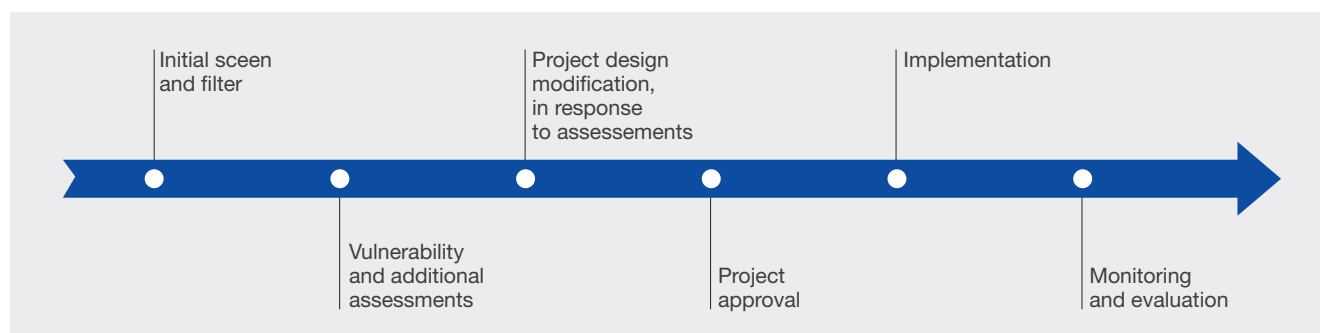 Initial sceen
and filter
Vulnerability
and additional
assessments
Project design
modification,
in response
to assessements
Project
approval
Implementation
Monitoring
and evaluation